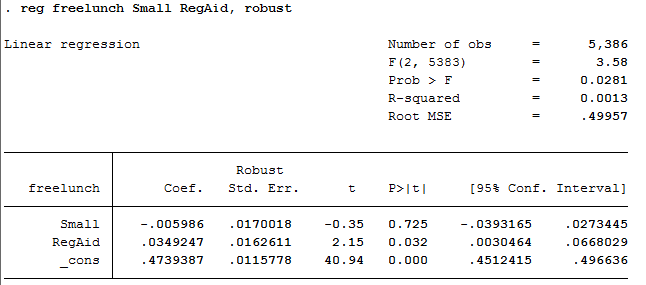 . reg freelunch Small RegAid, robust
Linear regression Number of obs = 5,386
F(2, 5383) = 3.58
Prob > F = 0.0281
R-squared = 0.0013
Root MSE = .49957
Robust
freelunch Coef. Std. Err. t P>|t| [95% Conf. Interval]
Small -.005986 .0170018 -0.35 0.725 -.0393165 .0273445
RegAid .0349247 .0162611 2.15 0.032 .0030464 .0668029
_cons .4739387 .0115778 40.94 0.000 .4512415 .496636